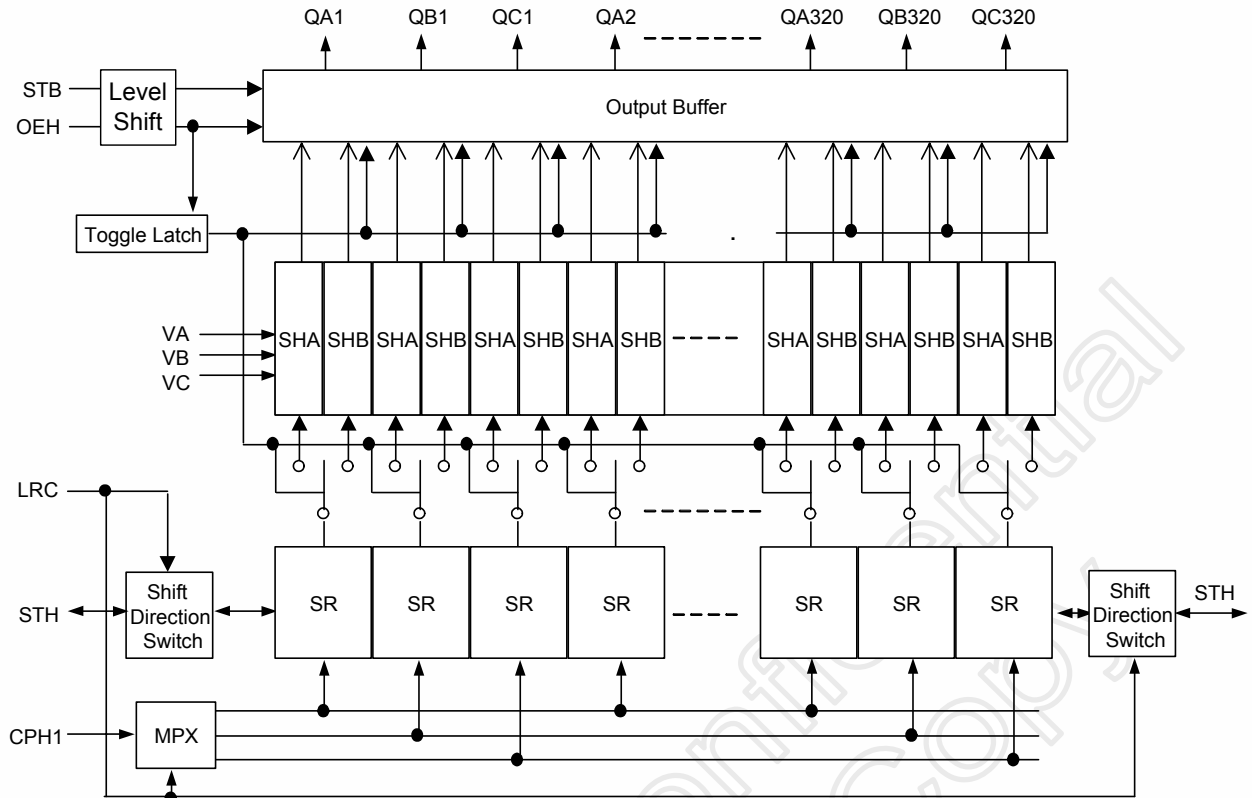 QA1 QB1 QC1 QA2 QA320 QB320 QC320
STB
OEH
Level
Shift
Output Buffer
Toggle Latch
VA
VB
VC
SHA SHB SHA SHB SHA SHB SHA SHB SHA SHB SHA SHB SHA SHB
LRC
STH
Shift
Direction
Switch
SR SR SR SR SR SR SR
Shift
Direction
Switch
STH
CPH1
MPX
Copy